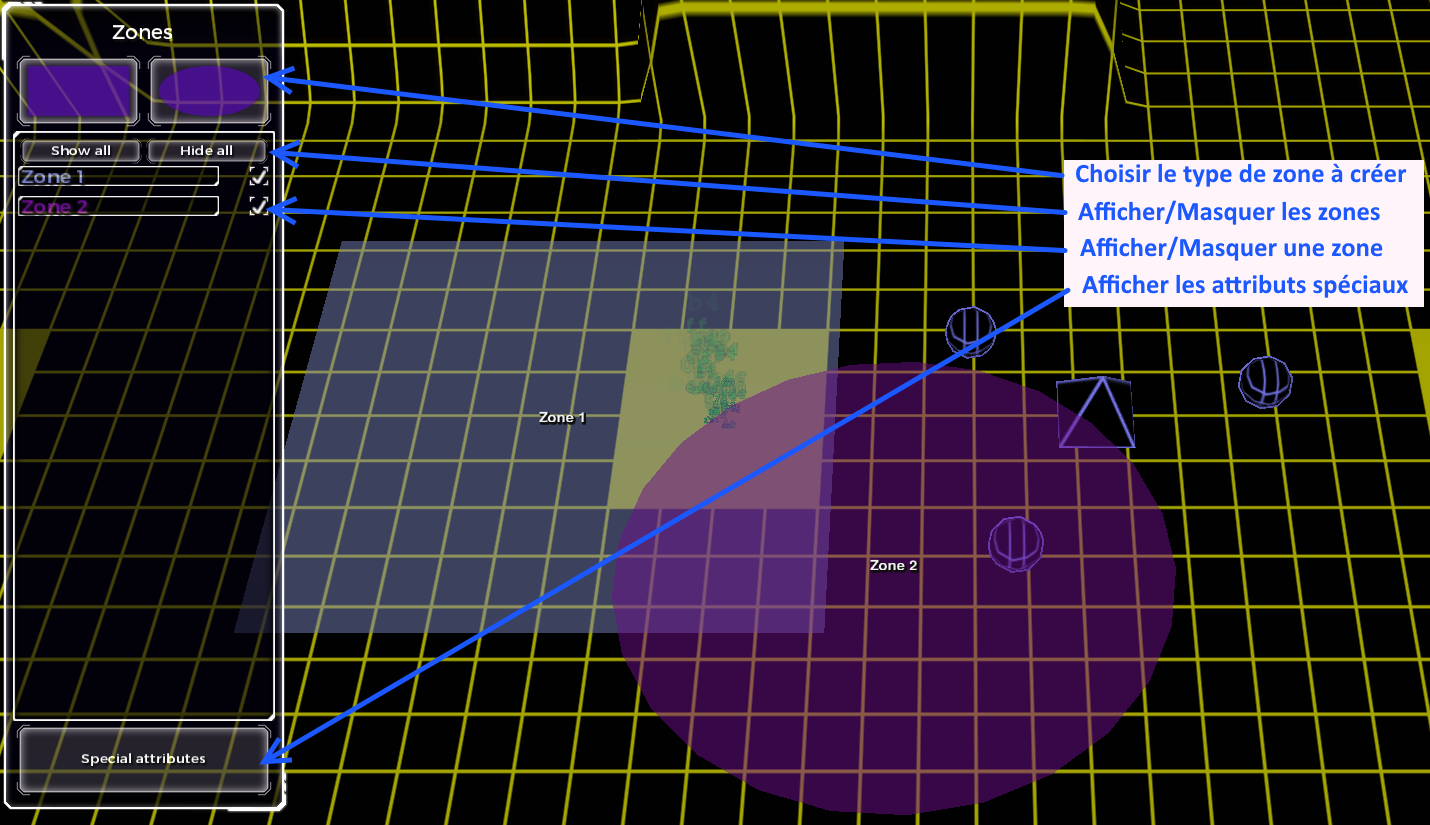 Zones
Show all
Hide all
Zone 1
Zone 2
Choisir le type de zone à créer
Afficher/Masquer les zones
Afficher/Masquer une zone
Afficher les attributs spéciaux
Zone 1
Zone 2
Special attributes